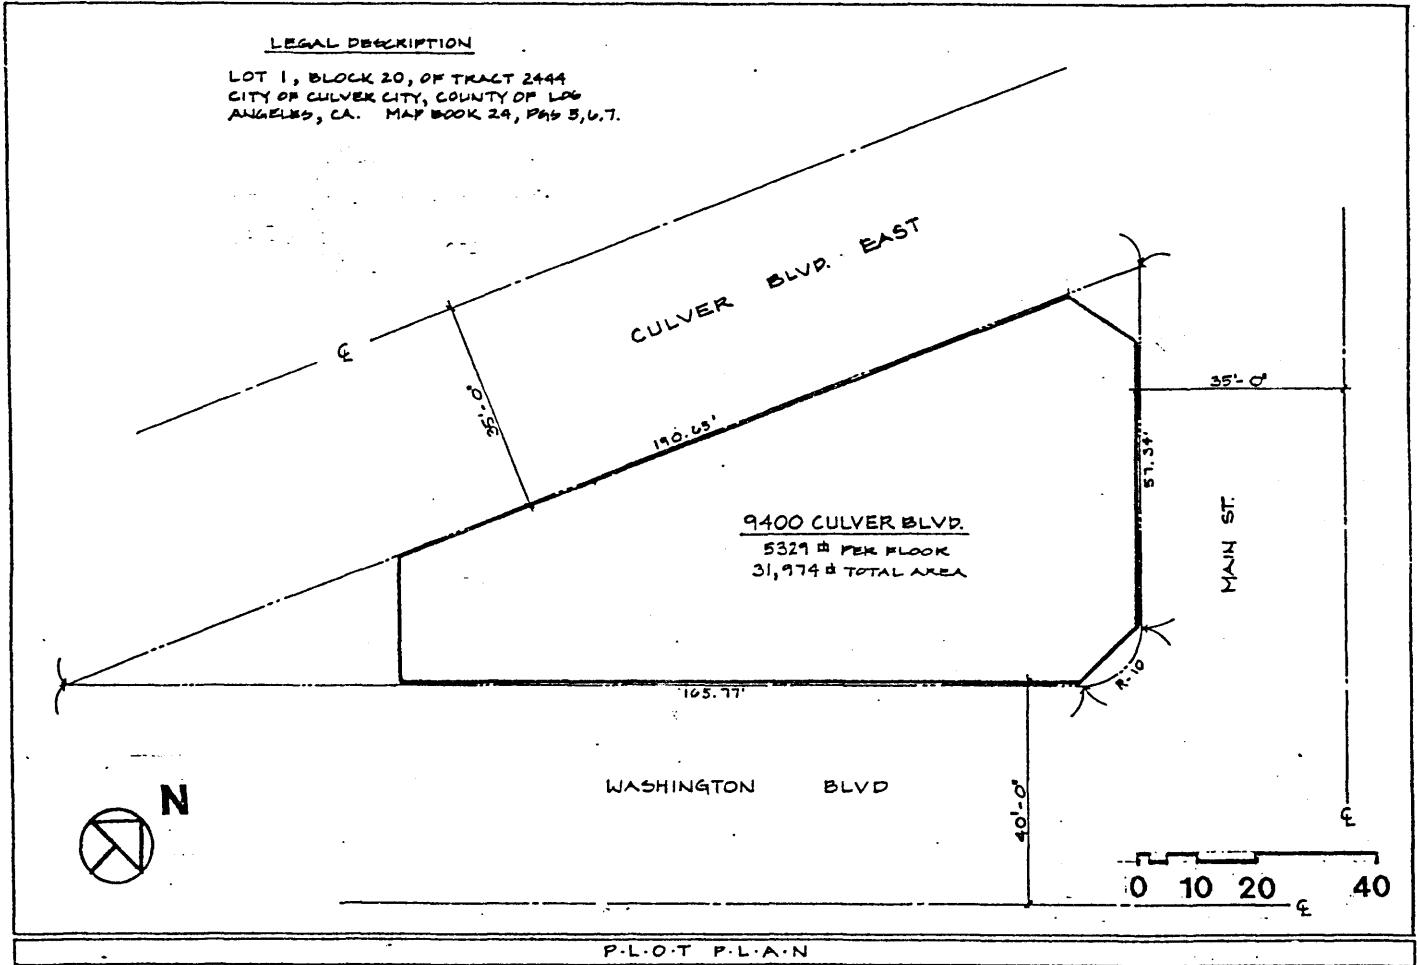 LEGAL DESCRIPTION
LOT 1, BLOCK 20, OF TRACT 2444
CITY OF CULVER CITY, COUNTY OF LOS
ANGELES, CA. MAP BOOK 24, PGS 5,6,7.
CULVER BLVD. EAST
℄
35'-0"
190.63'
35'-0"
57.34'
9400 CULVER BLVD.
5329 ⌗ PER FLOOR
31,974 ⌗ TOTAL AREA
MAIN ST.
R-10
165.77'
WASHINGTON BLVD
40'-0"
N
℄
0 10 20 40
℄
P·L·O·T P·L·A·N